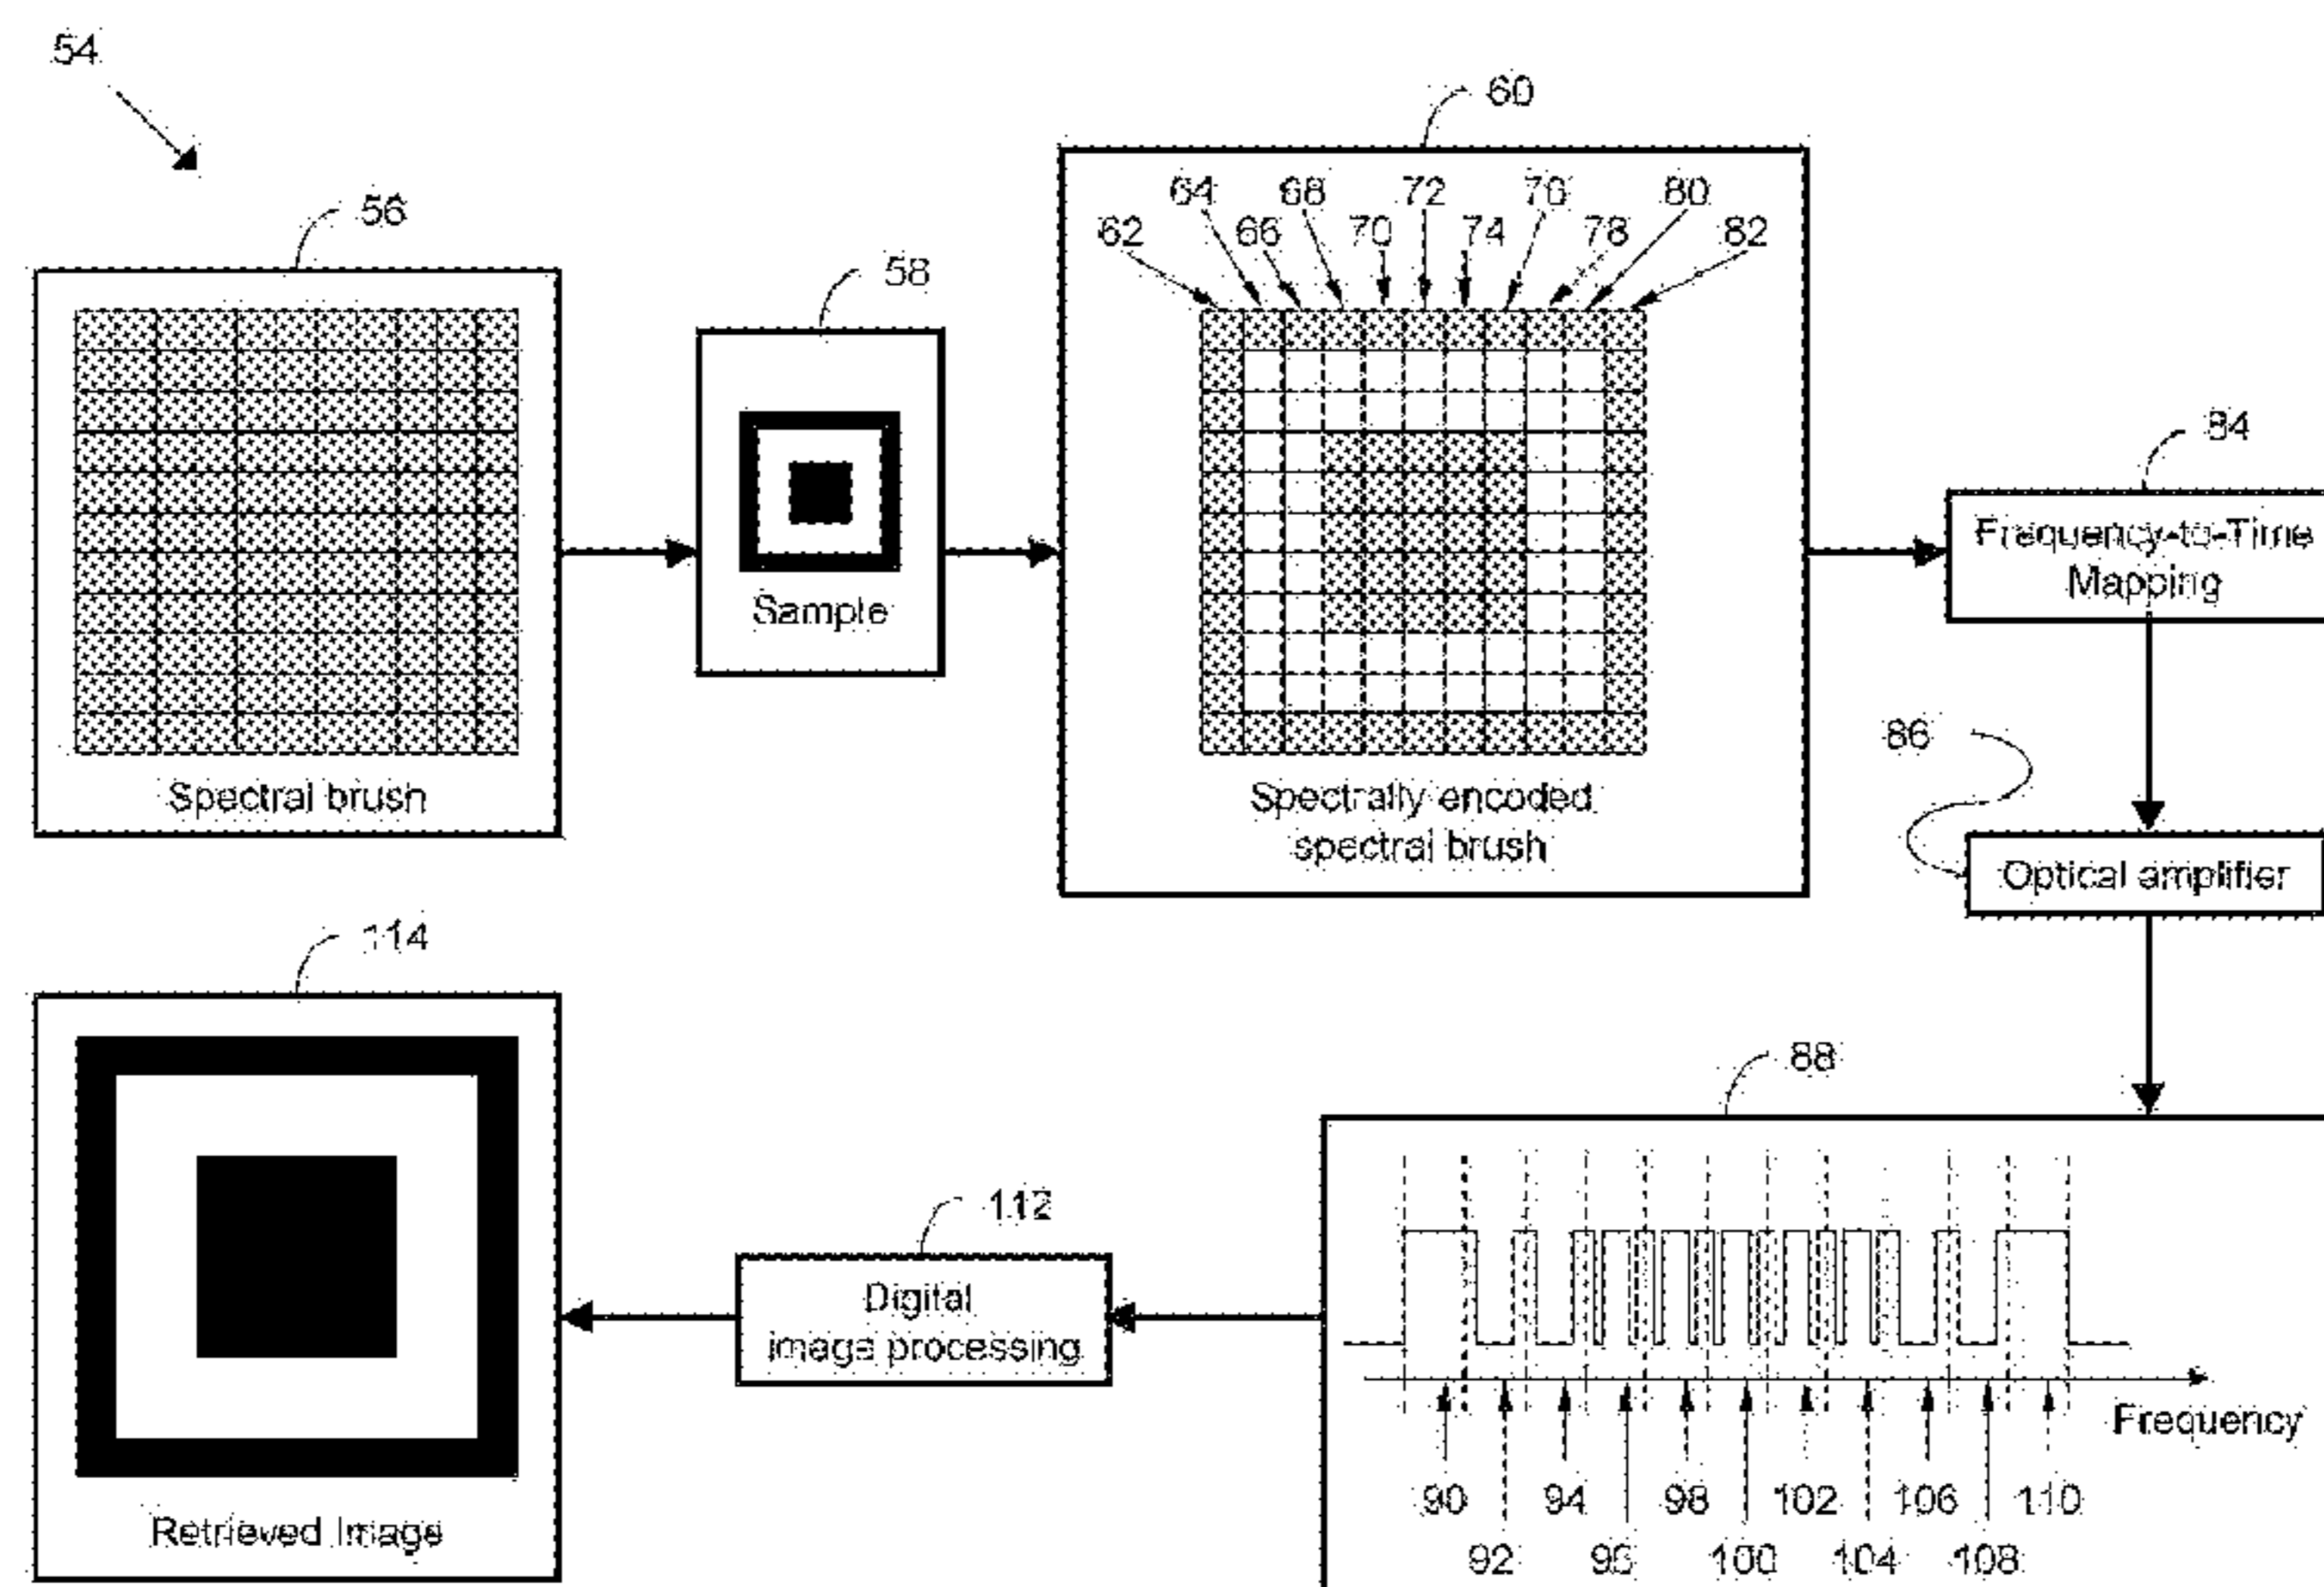 54
56
Spectral brush
58
Sample
60
64 68 72 70 80
62 66 70 74 78 82
Spectrally encoded
spectral brush
84
Frequency-to-Time
Mapping
86
Optical amplifier
88
Frequency
90 94 98 102 106 110
92 96 100 104 108
112
Digital
image processing
114
Retrieved Image